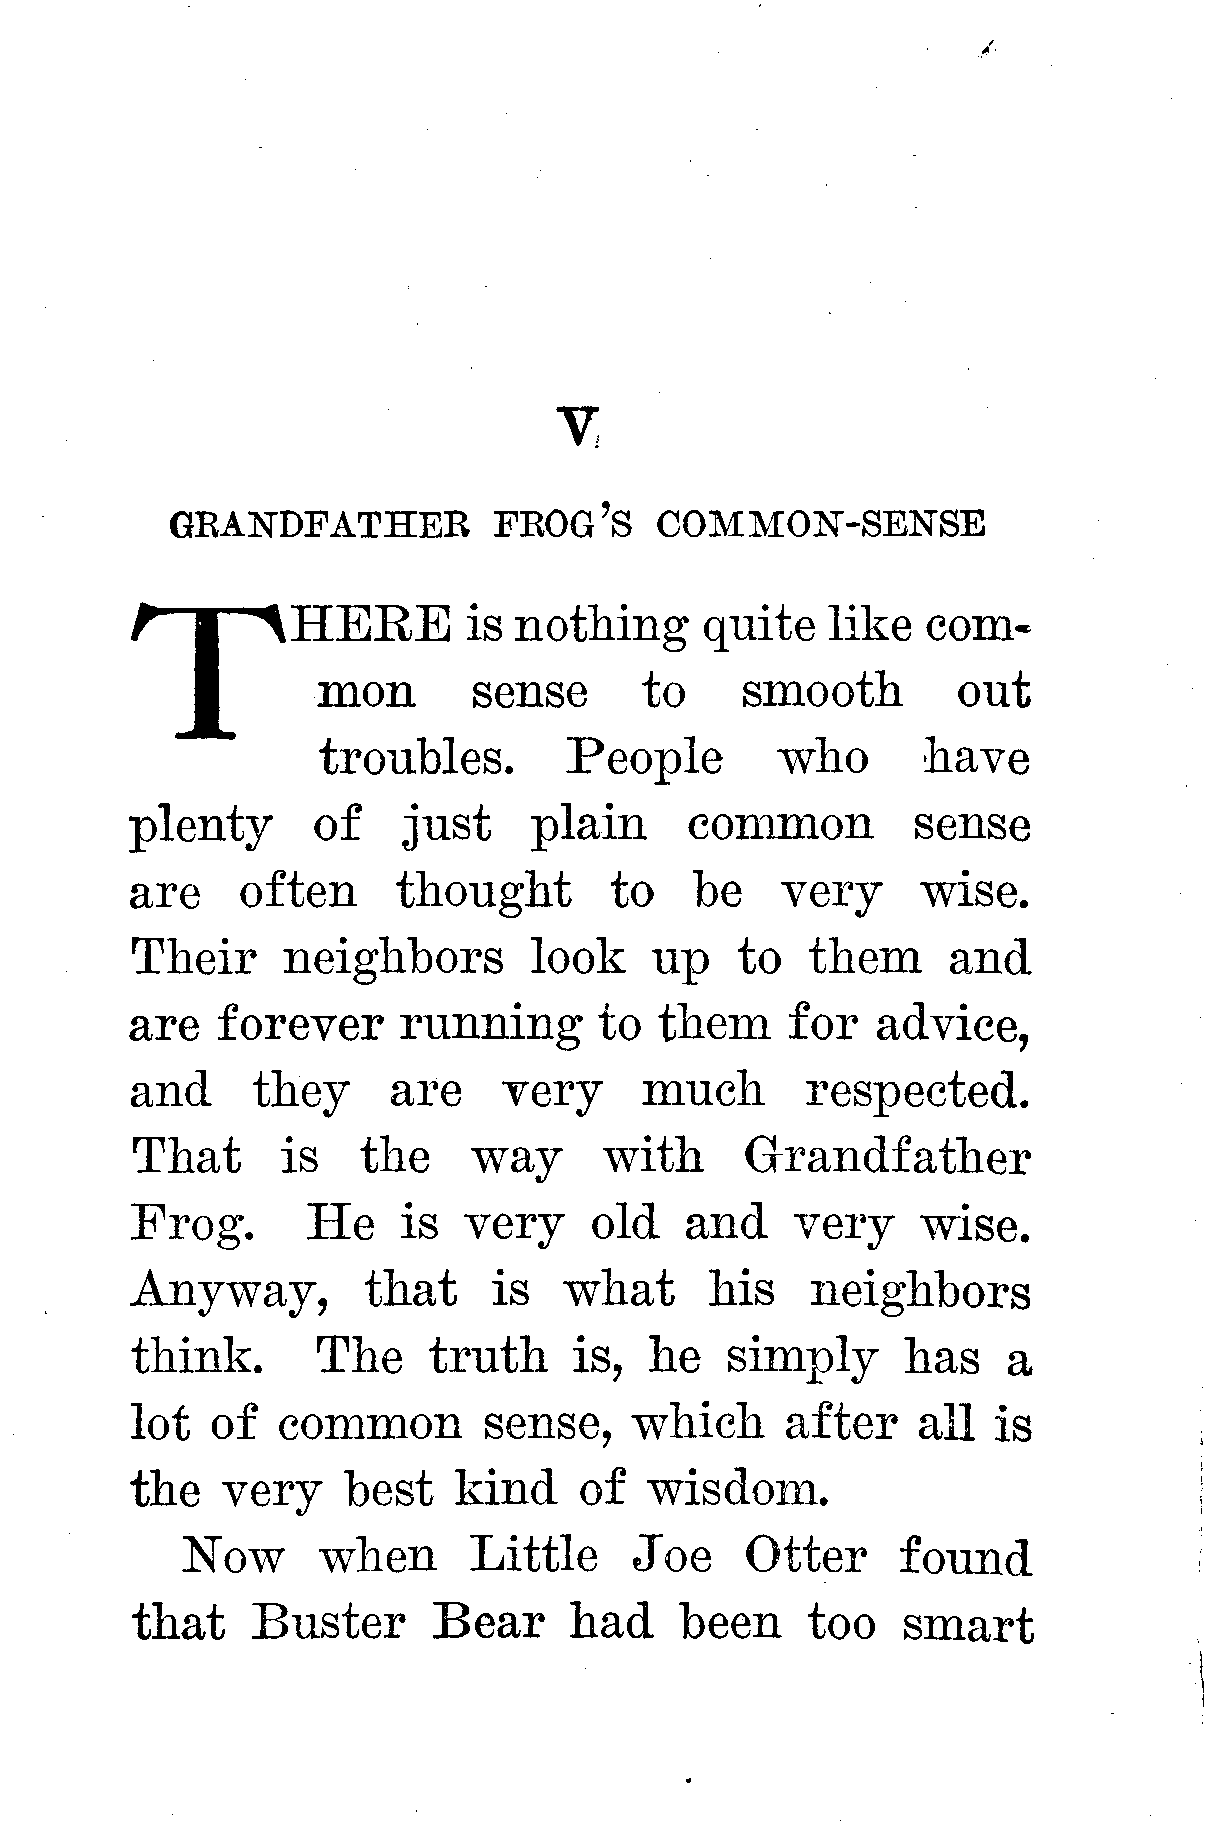 V
GRANDFATHER FROG'S COMMON-SENSE
THERE is nothing quite like com-
mon sense to smooth out
troubles. People who have
plenty of just plain common sense
are often thought to be very wise.
Their neighbors look up to them and
are forever running to them for advice,
and they are very much respected.
That is the way with Grandfather
Frog. He is very old and very wise.
Anyway, that is what his neighbors
think. The truth is, he simply has a
lot of common sense, which after all is
the very best kind of wisdom.
Now when Little Joe Otter found
that Buster Bear had been too smart